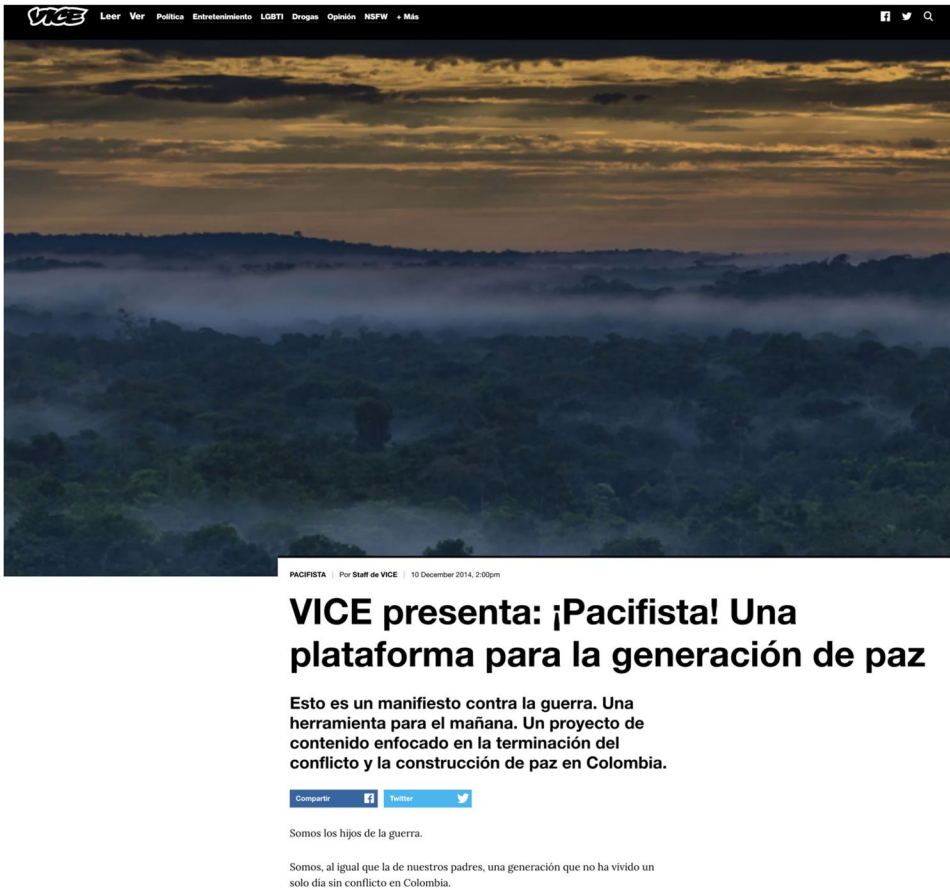 VICE Leer Ver Política Entretenimiento LGBTI Drogas Opinión NSFW + Más
PACIFISTA | Por Staff de VICE | 10 December 2014, 2:00pm
VICE presenta: ¡Pacifista! Una
plataforma para la generación de paz
Esto es un manifiesto contra la guerra. Una
herramienta para el mañana. Un proyecto de
contenido enfocado en la terminación del
conflicto y la construcción de paz en Colombia.
Compartir Twitter
Somos los hijos de la guerra.
Somos, al igual que la de nuestros padres, una generación que no ha vivido un
solo día sin conflicto en Colombia.